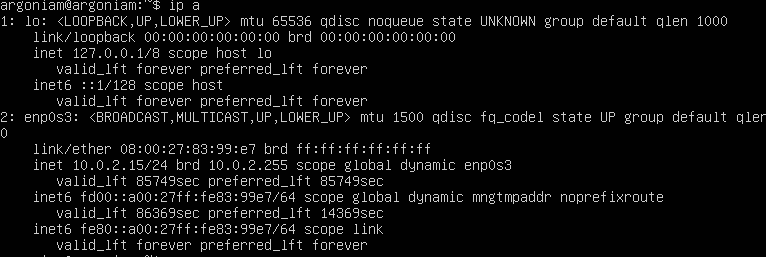 argoniam@argoniam:~$ ip a
1: lo: <LOOPBACK,UP,LOWER_UP> mtu 65536 qdisc noqueue state UNKNOWN group default qlen 1000
    link/loopback 00:00:00:00:00:00 brd 00:00:00:00:00:00
    inet 127.0.0.1/8 scope host lo
       valid_lft forever preferred_lft forever
    inet6 ::1/128 scope host
       valid_lft forever preferred_lft forever
2: enp0s3: <BROADCAST,MULTICAST,UP,LOWER_UP> mtu 1500 qdisc fq_codel state UP group default qlen
0
    link/ether 08:00:27:83:99:e7 brd ff:ff:ff:ff:ff:ff
    inet 10.0.2.15/24 brd 10.0.2.255 scope global dynamic enp0s3
       valid_lft 85749sec preferred_lft 85749sec
    inet6 fd00::a00:27ff:fe83:99e7/64 scope global dynamic mngtmpaddr noprefixroute
       valid_lft 86369sec preferred_lft 14369sec
    inet6 fe80::a00:27ff:fe83:99e7/64 scope link
       valid_lft forever preferred_lft forever